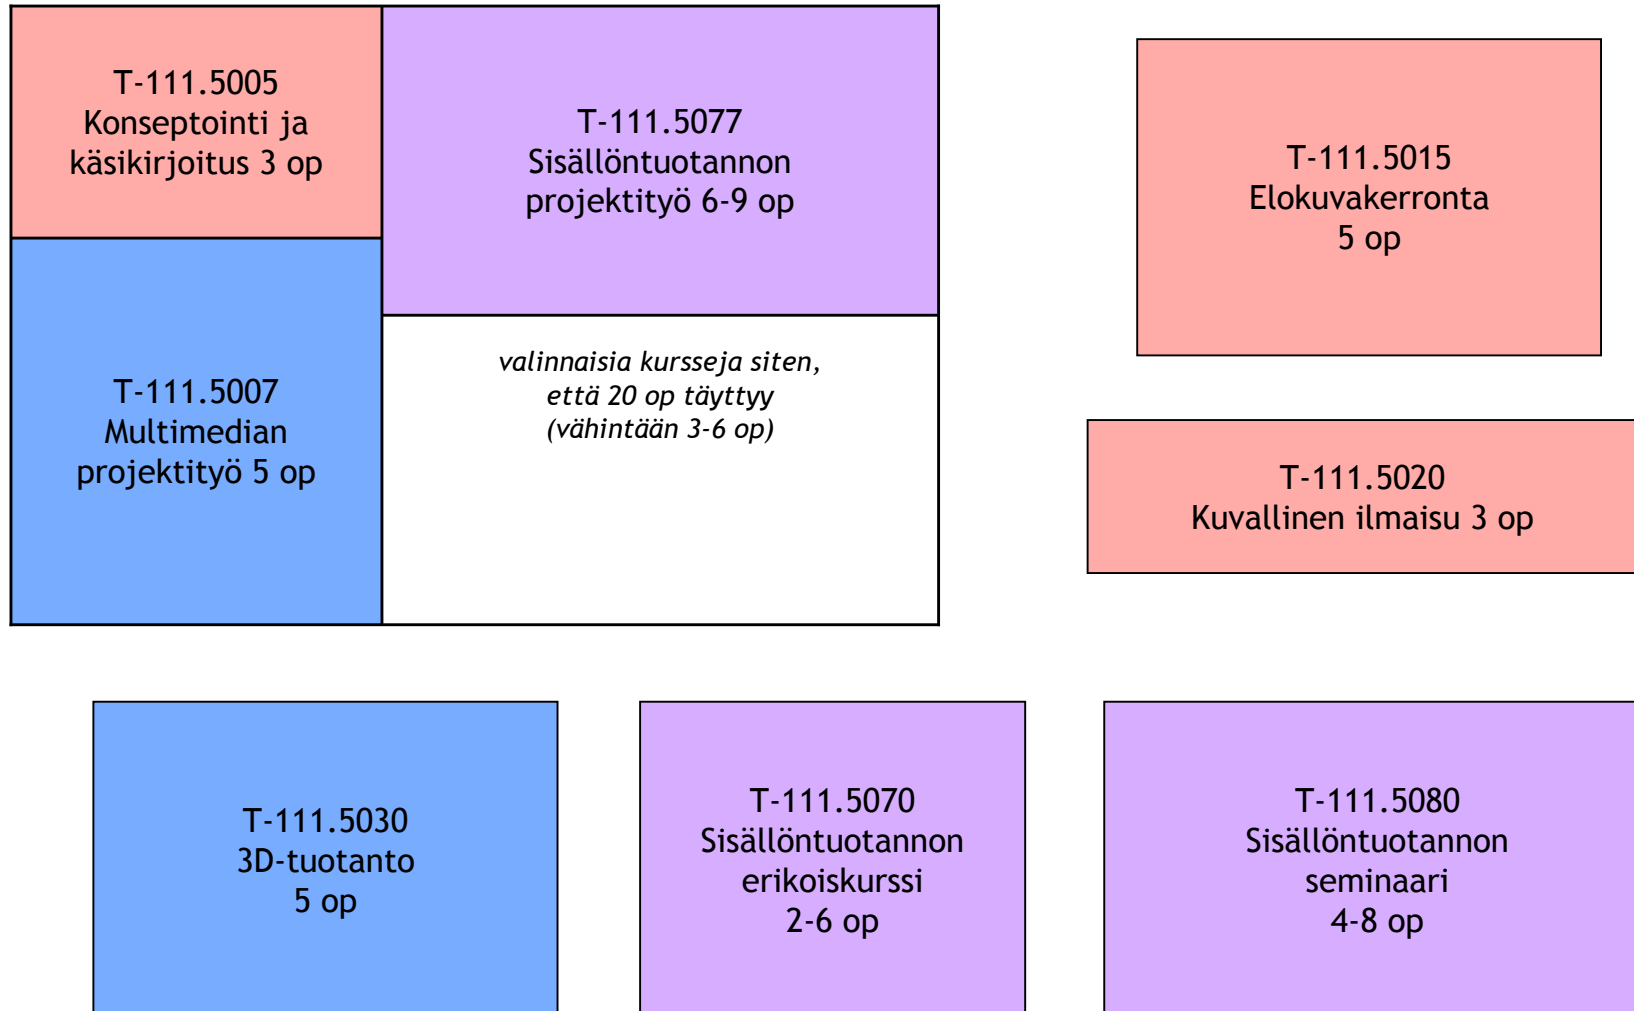 T-111.5005
Konseptointi ja
käsikirjoitus 3 op
T-111.5077
Sisällöntuotannon
projektityö 6-9 op
T-111.5015
Elokuvakerronta
5 op
T-111.5007
Multimedian
projektityö 5 op
valinnaisia kursseja siten,
että 20 op täyttyy
(vähintään 3-6 op)
T-111.5020
Kuvallinen ilmaisu 3 op
T-111.5030
3D-tuotanto
5 op
T-111.5070
Sisällöntuotannon
erikoiskurssi
2-6 op
T-111.5080
Sisällöntuotannon
seminaari
4-8 op